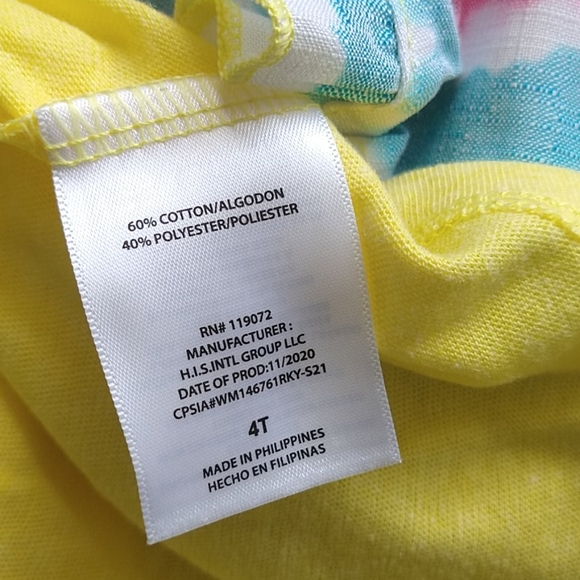 60% COTTON/ALGODON
40% POLYESTER/POLIESTER
RN# 119072
MANUFACTURER :
H.I.S.INTL GROUP LLC
DATE OF PROD:11/2020
CPSIA#WM146761RKY-S21
4T
MADE IN PHILIPPINES
HECHO EN FILIPINAS